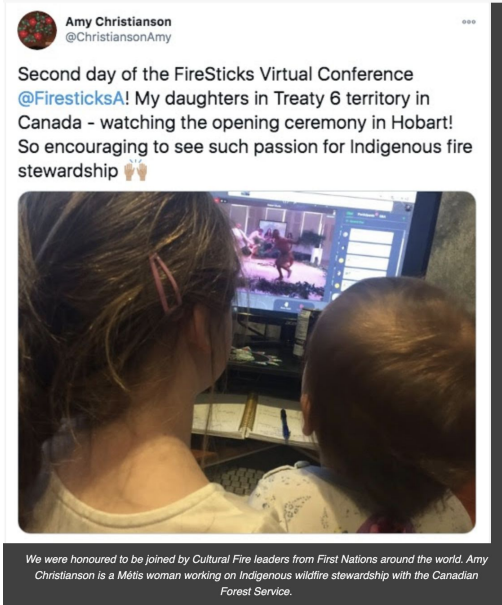 Amy Christianson
@ChristiansonAmy
Second day of the FireSticks Virtual Conference
@FiresticksA! My daughters in Treaty 6 territory in
Canada - watching the opening ceremony in Hobart!
So encouraging to see such passion for Indigenous fire
stewardship 🙌🏽
We were honoured to be joined by Cultural Fire leaders from First Nations around the world. Amy
Christianson is a Métis woman working on Indigenous wildfire stewardship with the Canadian
Forest Service.